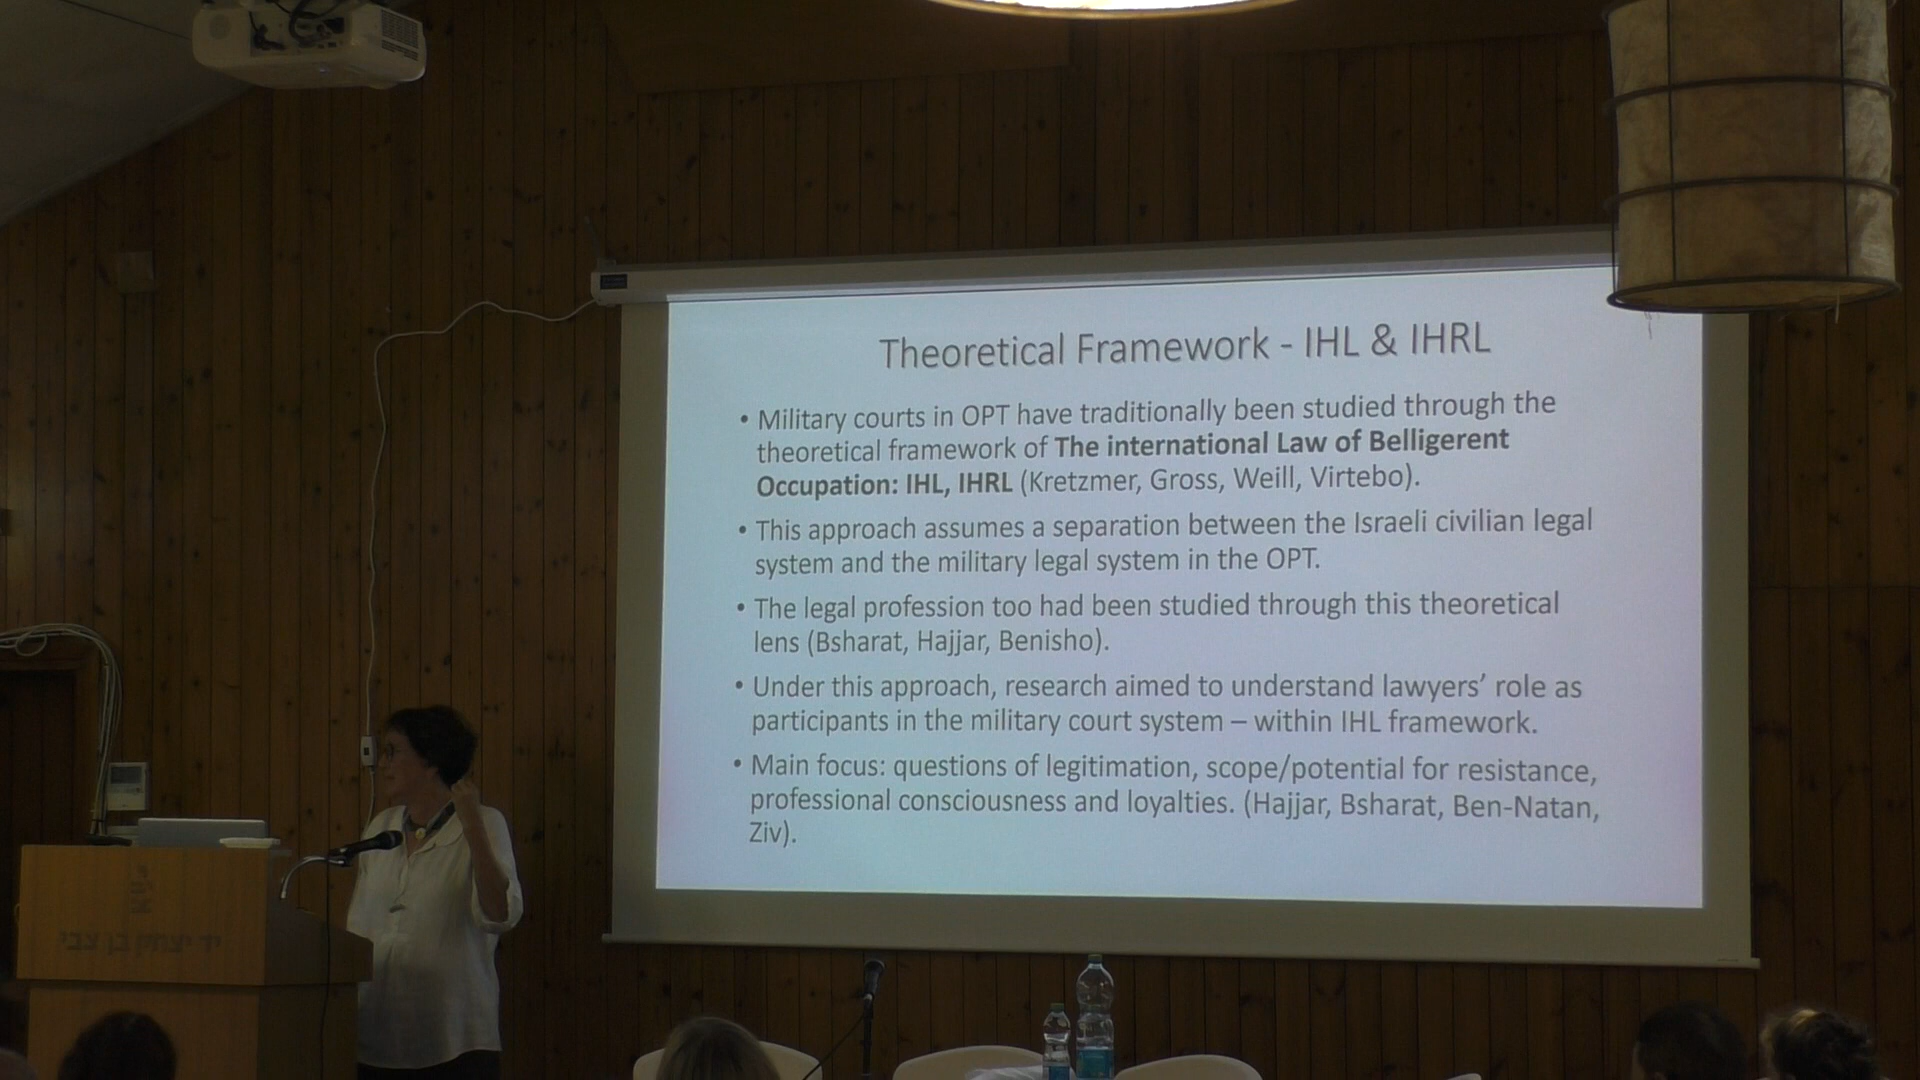 Theoretical Framework - IHL & IHRL
• Military courts in OPT have traditionally been studied through the
theoretical framework of The international Law of Belligerent
Occupation: IHL, IHRL (Kretzmer, Gross, Weill, Virtebo).
• This approach assumes a separation between the Israeli civilian legal
system and the military legal system in the OPT.
• The legal profession too had been studied through this theoretical
lens (Bsharat, Hajjar, Benisho).
• Under this approach, research aimed to understand lawyers’ role as
participants in the military court system – within IHL framework.
• Main focus: questions of legitimation, scope/potential for resistance,
professional consciousness and loyalties. (Hajjar, Bsharat, Ben-Natan,
Ziv).
יד יצחק בן צבי